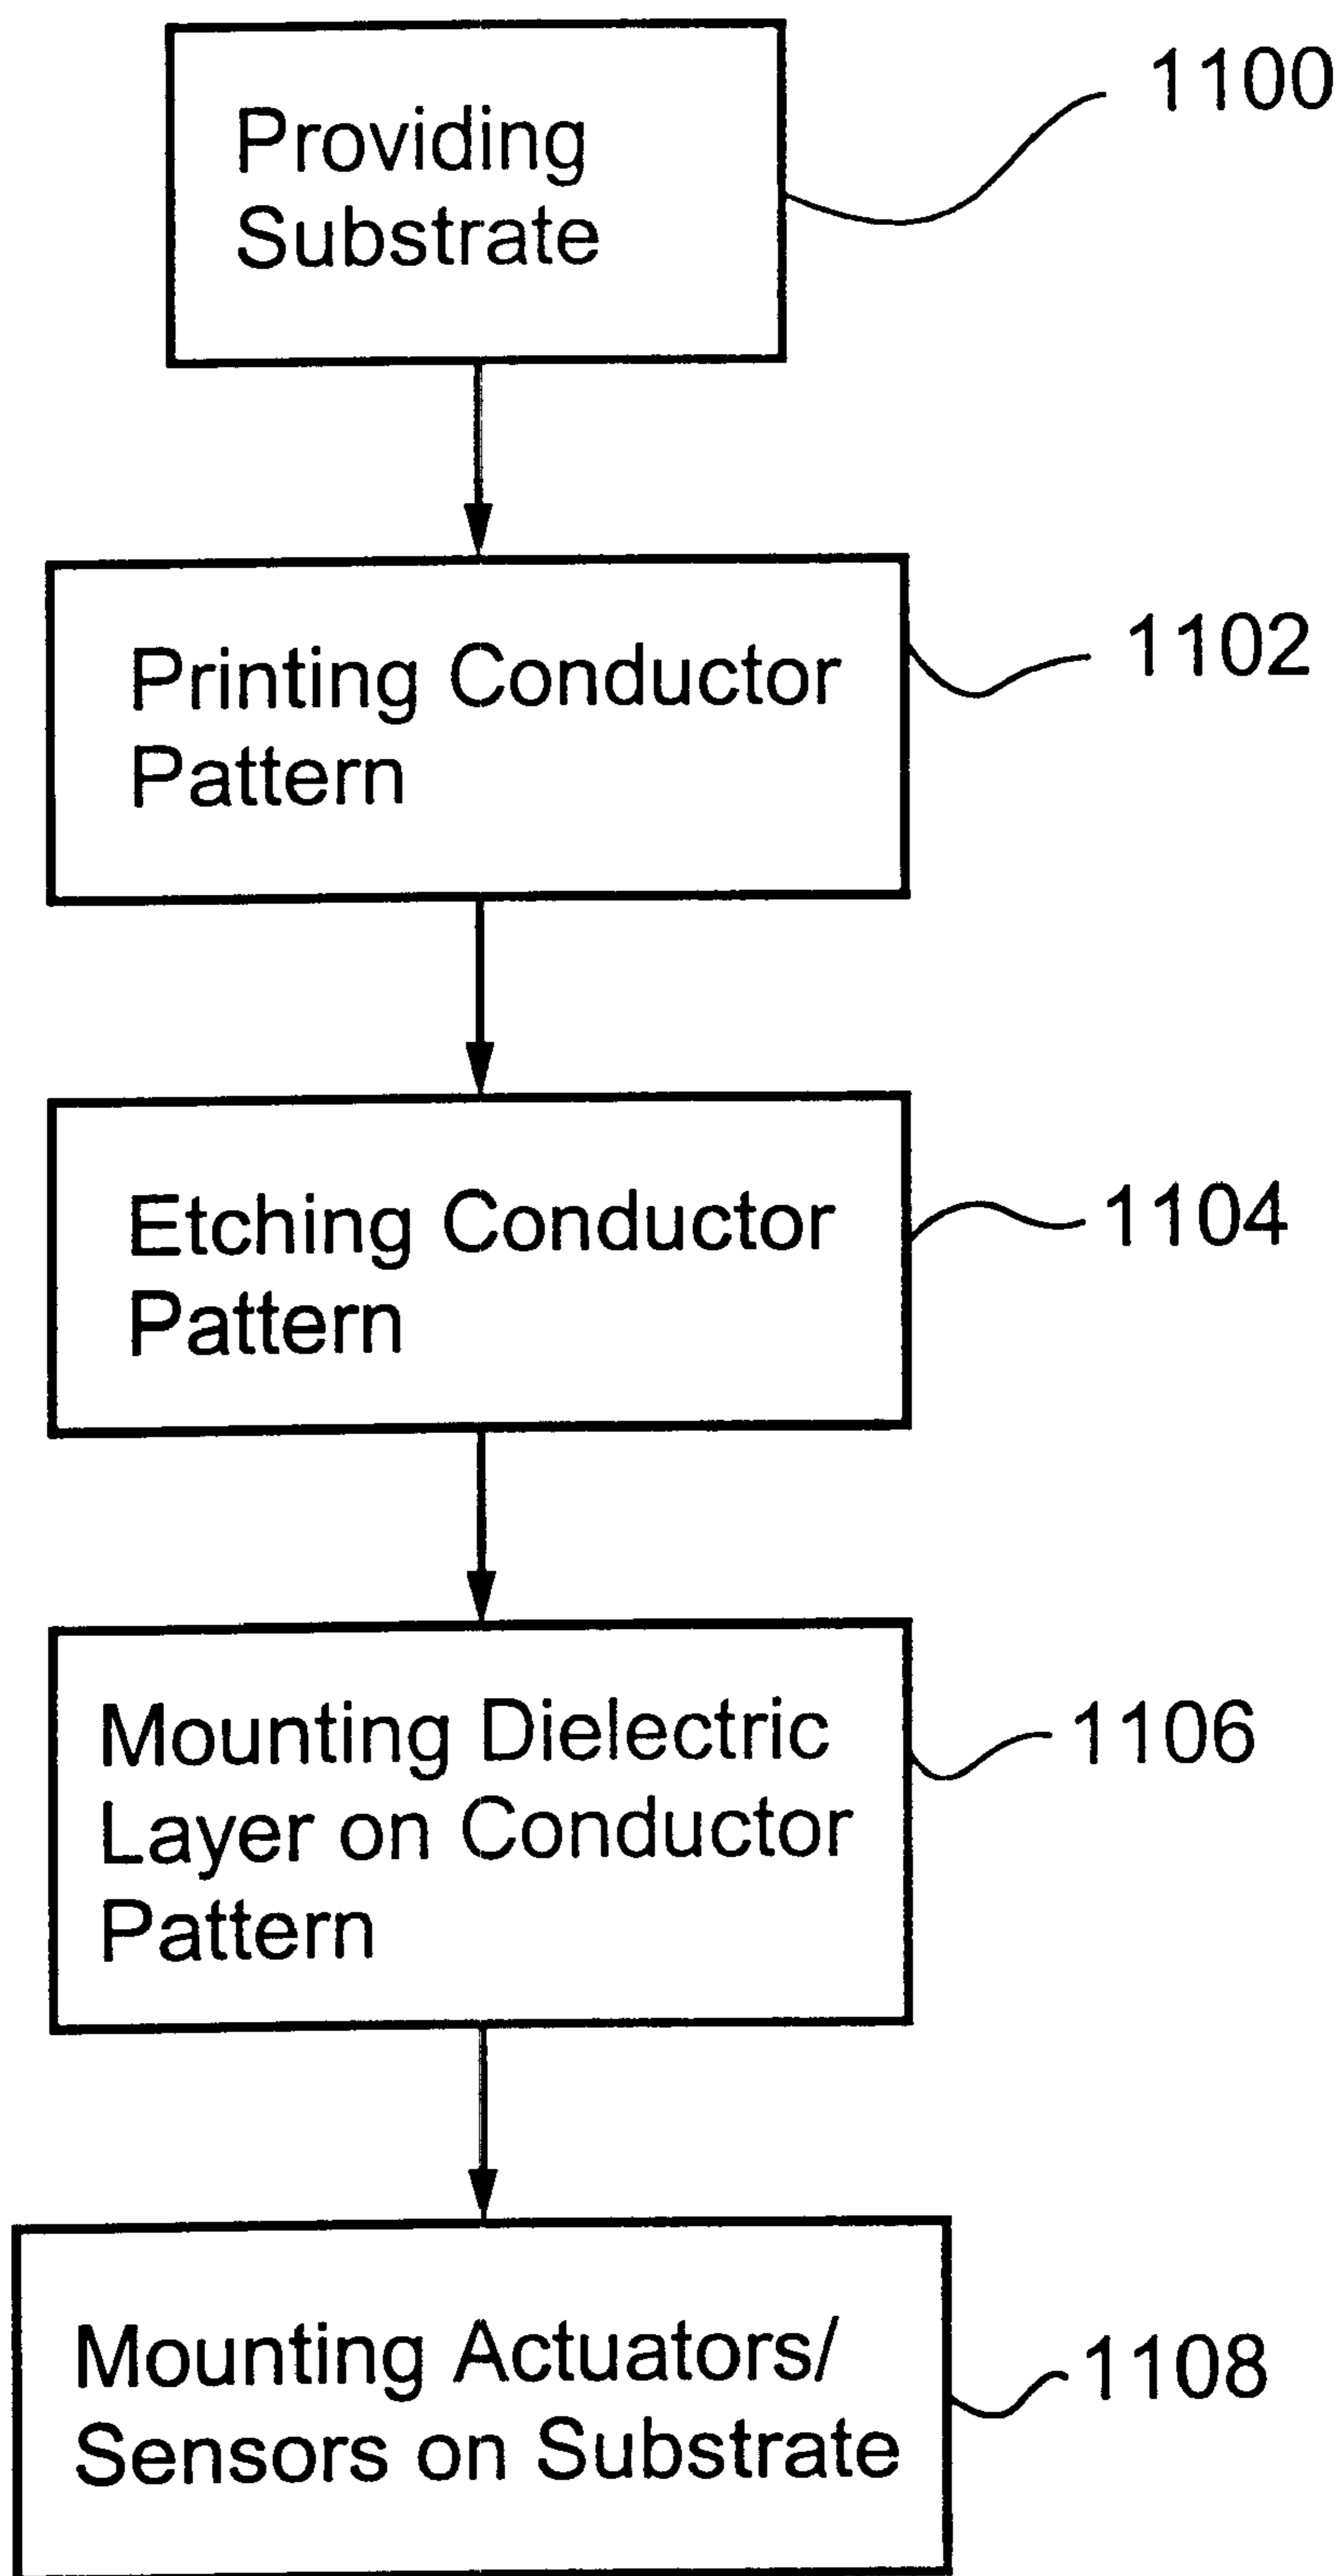 Providing
Substrate
1100
Printing Conductor
Pattern
1102
Etching Conductor
Pattern
1104
Mounting Dielectric
Layer on Conductor
Pattern
1106
Mounting Actuators/
Sensors on Substrate
1108